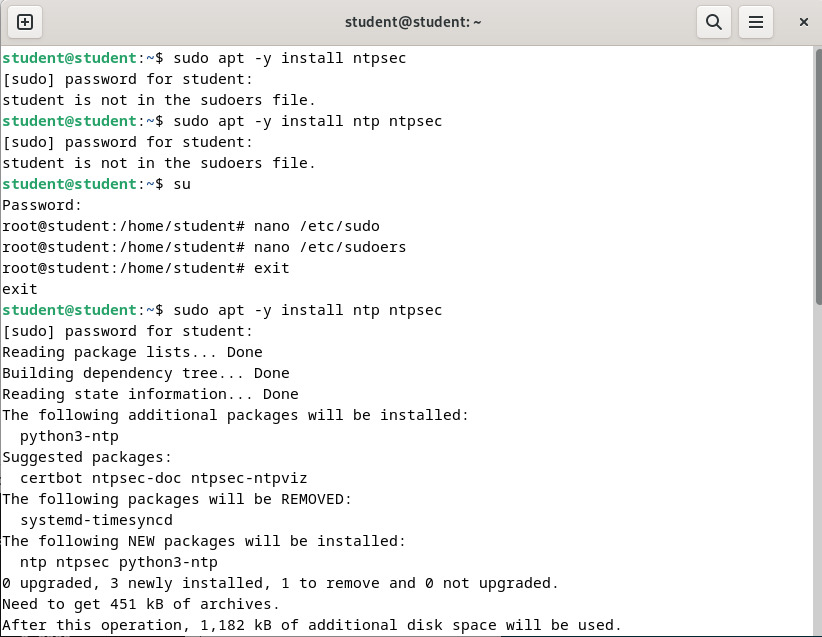 student@student: ~
student@student:~$ sudo apt -y install ntpsec
[sudo] password for student:
student is not in the sudoers file.
student@student:~$ sudo apt -y install ntp ntpsec
[sudo] password for student:
student is not in the sudoers file.
student@student:~$ su
Password:
root@student:/home/student# nano /etc/sudo
root@student:/home/student# nano /etc/sudoers
root@student:/home/student# exit
exit
student@student:~$ sudo apt -y install ntp ntpsec
[sudo] password for student:
Reading package lists... Done
Building dependency tree... Done
Reading state information... Done
The following additional packages will be installed:
  python3-ntp
Suggested packages:
  certbot ntpsec-doc ntpsec-ntpviz
The following packages will be REMOVED:
  systemd-timesyncd
The following NEW packages will be installed:
  ntp ntpsec python3-ntp
0 upgraded, 3 newly installed, 1 to remove and 0 not upgraded.
Need to get 451 kB of archives.
After this operation, 1,182 kB of additional disk space will be used.